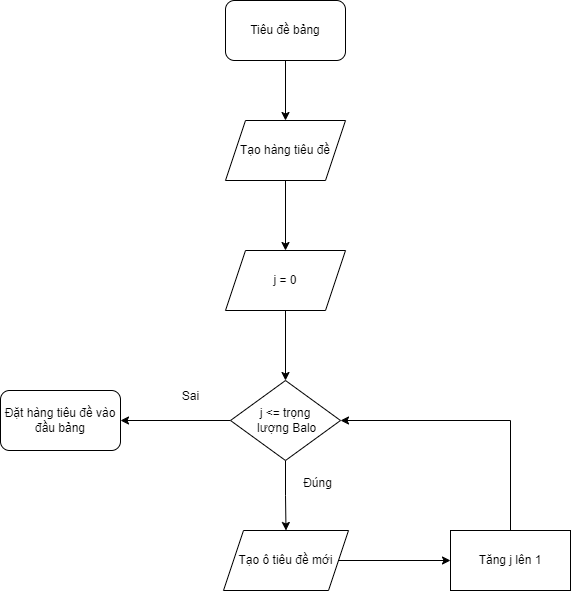 Tiêu đề bảng
Tạo hàng tiêu đề
j = 0
j <= trọng
lượng Balo
Sai
Đặt hàng tiêu đề vào
đầu bảng
Đúng
Tạo ô tiêu đề mới
Tăng j lên 1